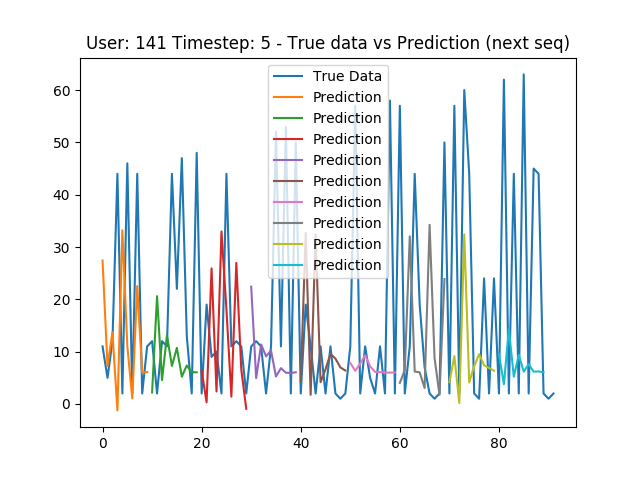 User: 141 Timestep: 5 - True data vs Prediction (next seq)
True Data
Prediction
Prediction
Prediction
Prediction
Prediction
Prediction
Prediction
Prediction
Prediction
60
50
40
30
20
10
0
0 20 40 60 80